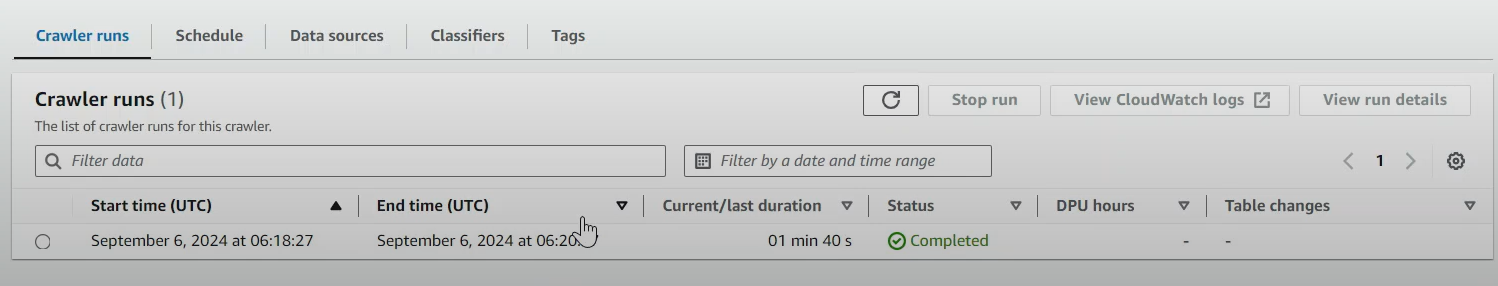 Crawler runs Schedule Data sources Classifiers Tags
Crawler runs (1) Stop run View CloudWatch logs View run details
The list of crawler runs for this crawler.
Filter data Filter by a date and time range 1
Start time (UTC) End time (UTC) Current/last duration Status DPU hours Table changes
September 6, 2024 at 06:18:27 September 6, 2024 at 01 min 40 s Completed - -